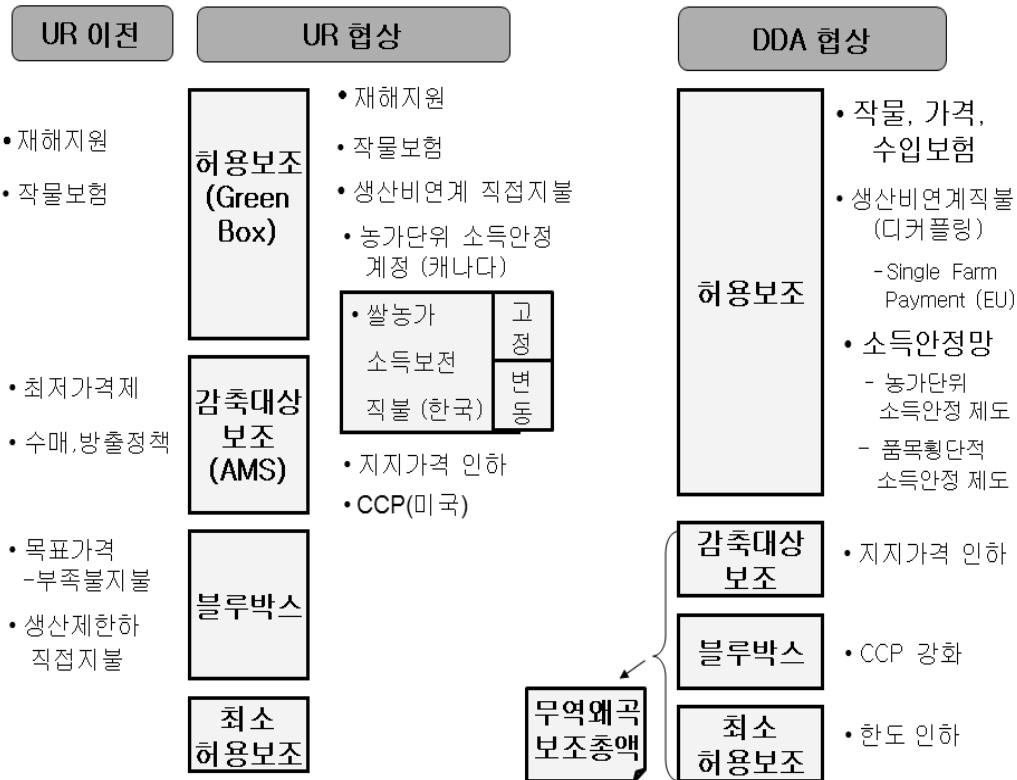 UR 이전
UR 협상
DDA 협상
• 재해지원
• 작물보험
• 최저가격제
• 수매,방출정책
• 목표가격
-부족불지불
• 생산제한하
직접지불
허용보조
(Green
Box)
감축대상
보조
(AMS)
블루박스
최소
허용보조
• 재해지원
• 작물보험
• 생산비연계 직접지불
• 농가단위 소득안정
계정 (캐나다)
• 쌀농가
소득보전
직불 (한국)
고
정
변
동
• 지지가격 인하
• CCP(미국)
허용보조
감축대상
보조
블루박스
최소
허용보조
무역왜곡
보조총액
• 작물, 가격,
수입보험
• 생산비연계직불
(디커플링)
-Single Farm
Payment (EU)
• 소득안정망
- 농가단위
소득안정 제도
- 품목횡단적
소득안정 제도
• 지지가격 인하
• CCP 강화
• 한도 인하